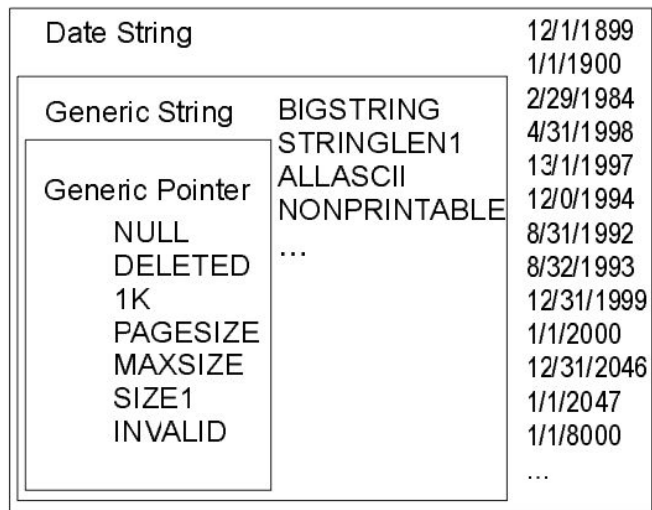 Date String
Generic String
Generic Pointer
NULL
DELETED
1K
PAGESIZE
MAXSIZE
SIZE1
INVALID
BIGSTRING
STRINGLEN1
ALLASCII
NONPRINTABLE
...
12/1/1899
1/1/1900
2/29/1984
4/31/1998
13/1/1997
12/0/1994
8/31/1992
8/32/1993
12/31/1999
1/1/2000
12/31/2046
1/1/2047
1/1/8000
...